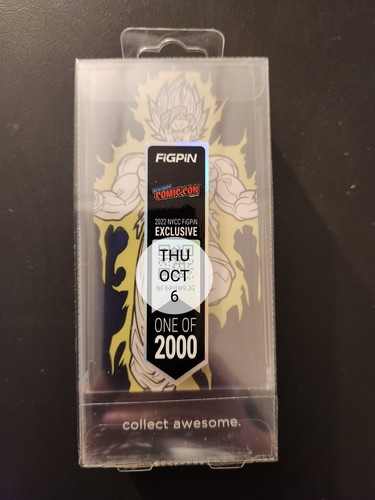 FiGPiN
NEW YORK
COMIC CON
2022 NYCC FiGPiN
EXCLUSIVE
THU
OCT
6
ONE OF
2000
collect awesome.